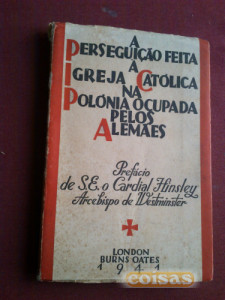 A
PERSEGUIÇÃO FEITA
A
IGREJA CATÓLICA
NA
POLÓNIA OCUPADA
PELOS
ALEMÃES
Prefácio
de S.E. o Cardial Hinsley
Arcebispo de Westminster
LONDON
BURNS OATES
1941
coisas